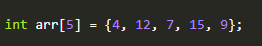 int arr[5] = {4, 12, 7, 15, 9};